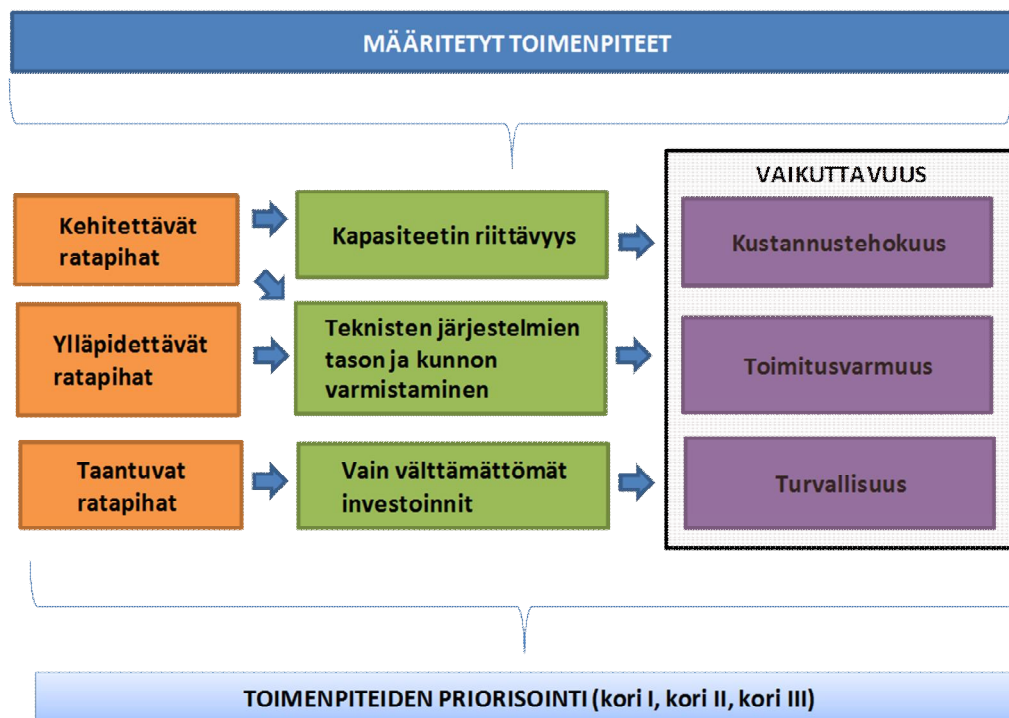 MÄÄRITETYT TOIMENPITEET
VAIKUTTAVUUS
Kehitettävät
ratapihat
Kapasiteetin riittävyys
Kustannustehokuus
Ylläpidettävät
ratapihat
Teknisten järjestelmien
tason ja kunnon
varmistaminen
Toimitusvarmuus
Taantuvat
ratapihat
Vain välttämättömät
investoinnit
Turvallisuus
TOIMENPITEIDEN PRIORISOINTI (kori I, kori II, kori III)